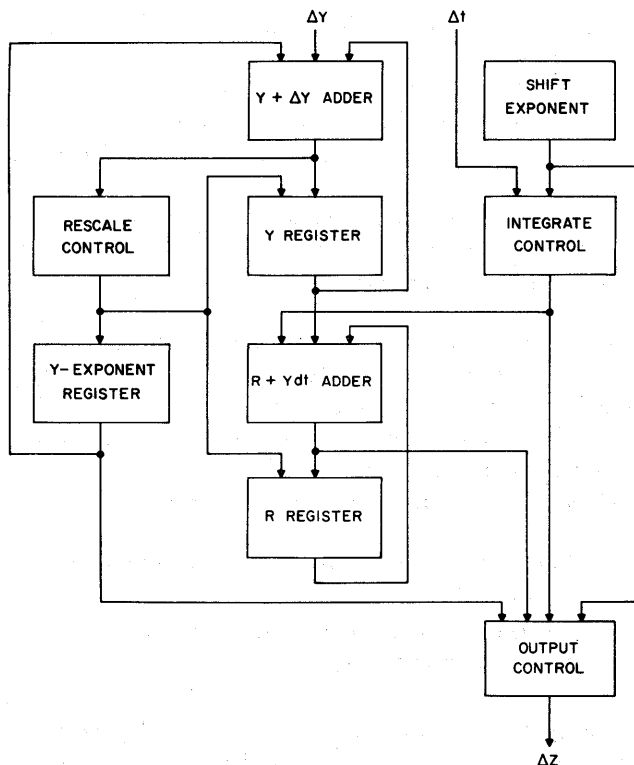 ΔY
Δt
Y + ΔY ADDER
SHIFT
EXPONENT
RESCALE
CONTROL
Y REGISTER
INTEGRATE
CONTROL
Y-EXPONENT
REGISTER
R + Ydt ADDER
R REGISTER
OUTPUT
CONTROL
ΔZ